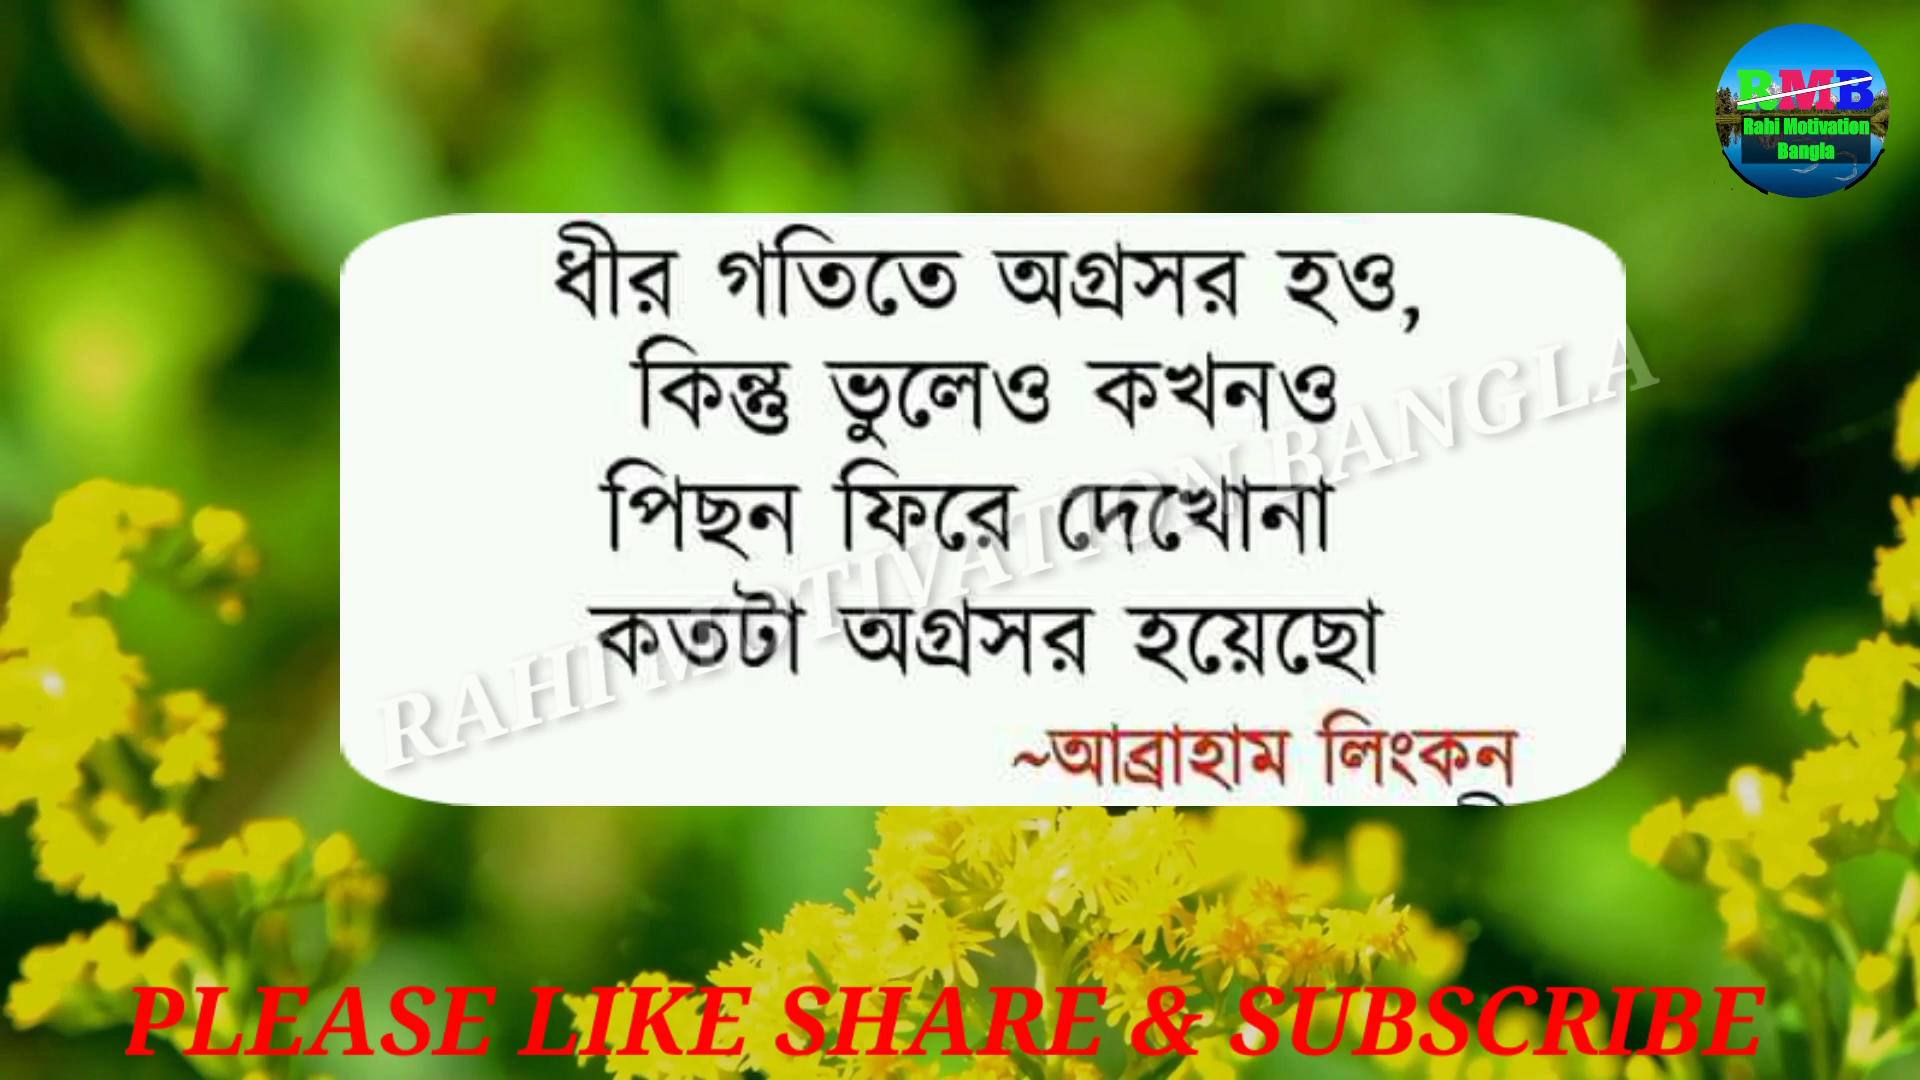 RMB
Rahi Motivation
Bangla
ধীর গতিতে অগ্রসর হও,
কিন্তু ভুলেও কখনও
পিছন ফিরে দেখোনা
কতটা অগ্রসর হয়েছো
~আব্রাহাম লিংকন
RAHI MOTIVATION BANGLA
PLEASE LIKE SHARE & SUBSCRIBE